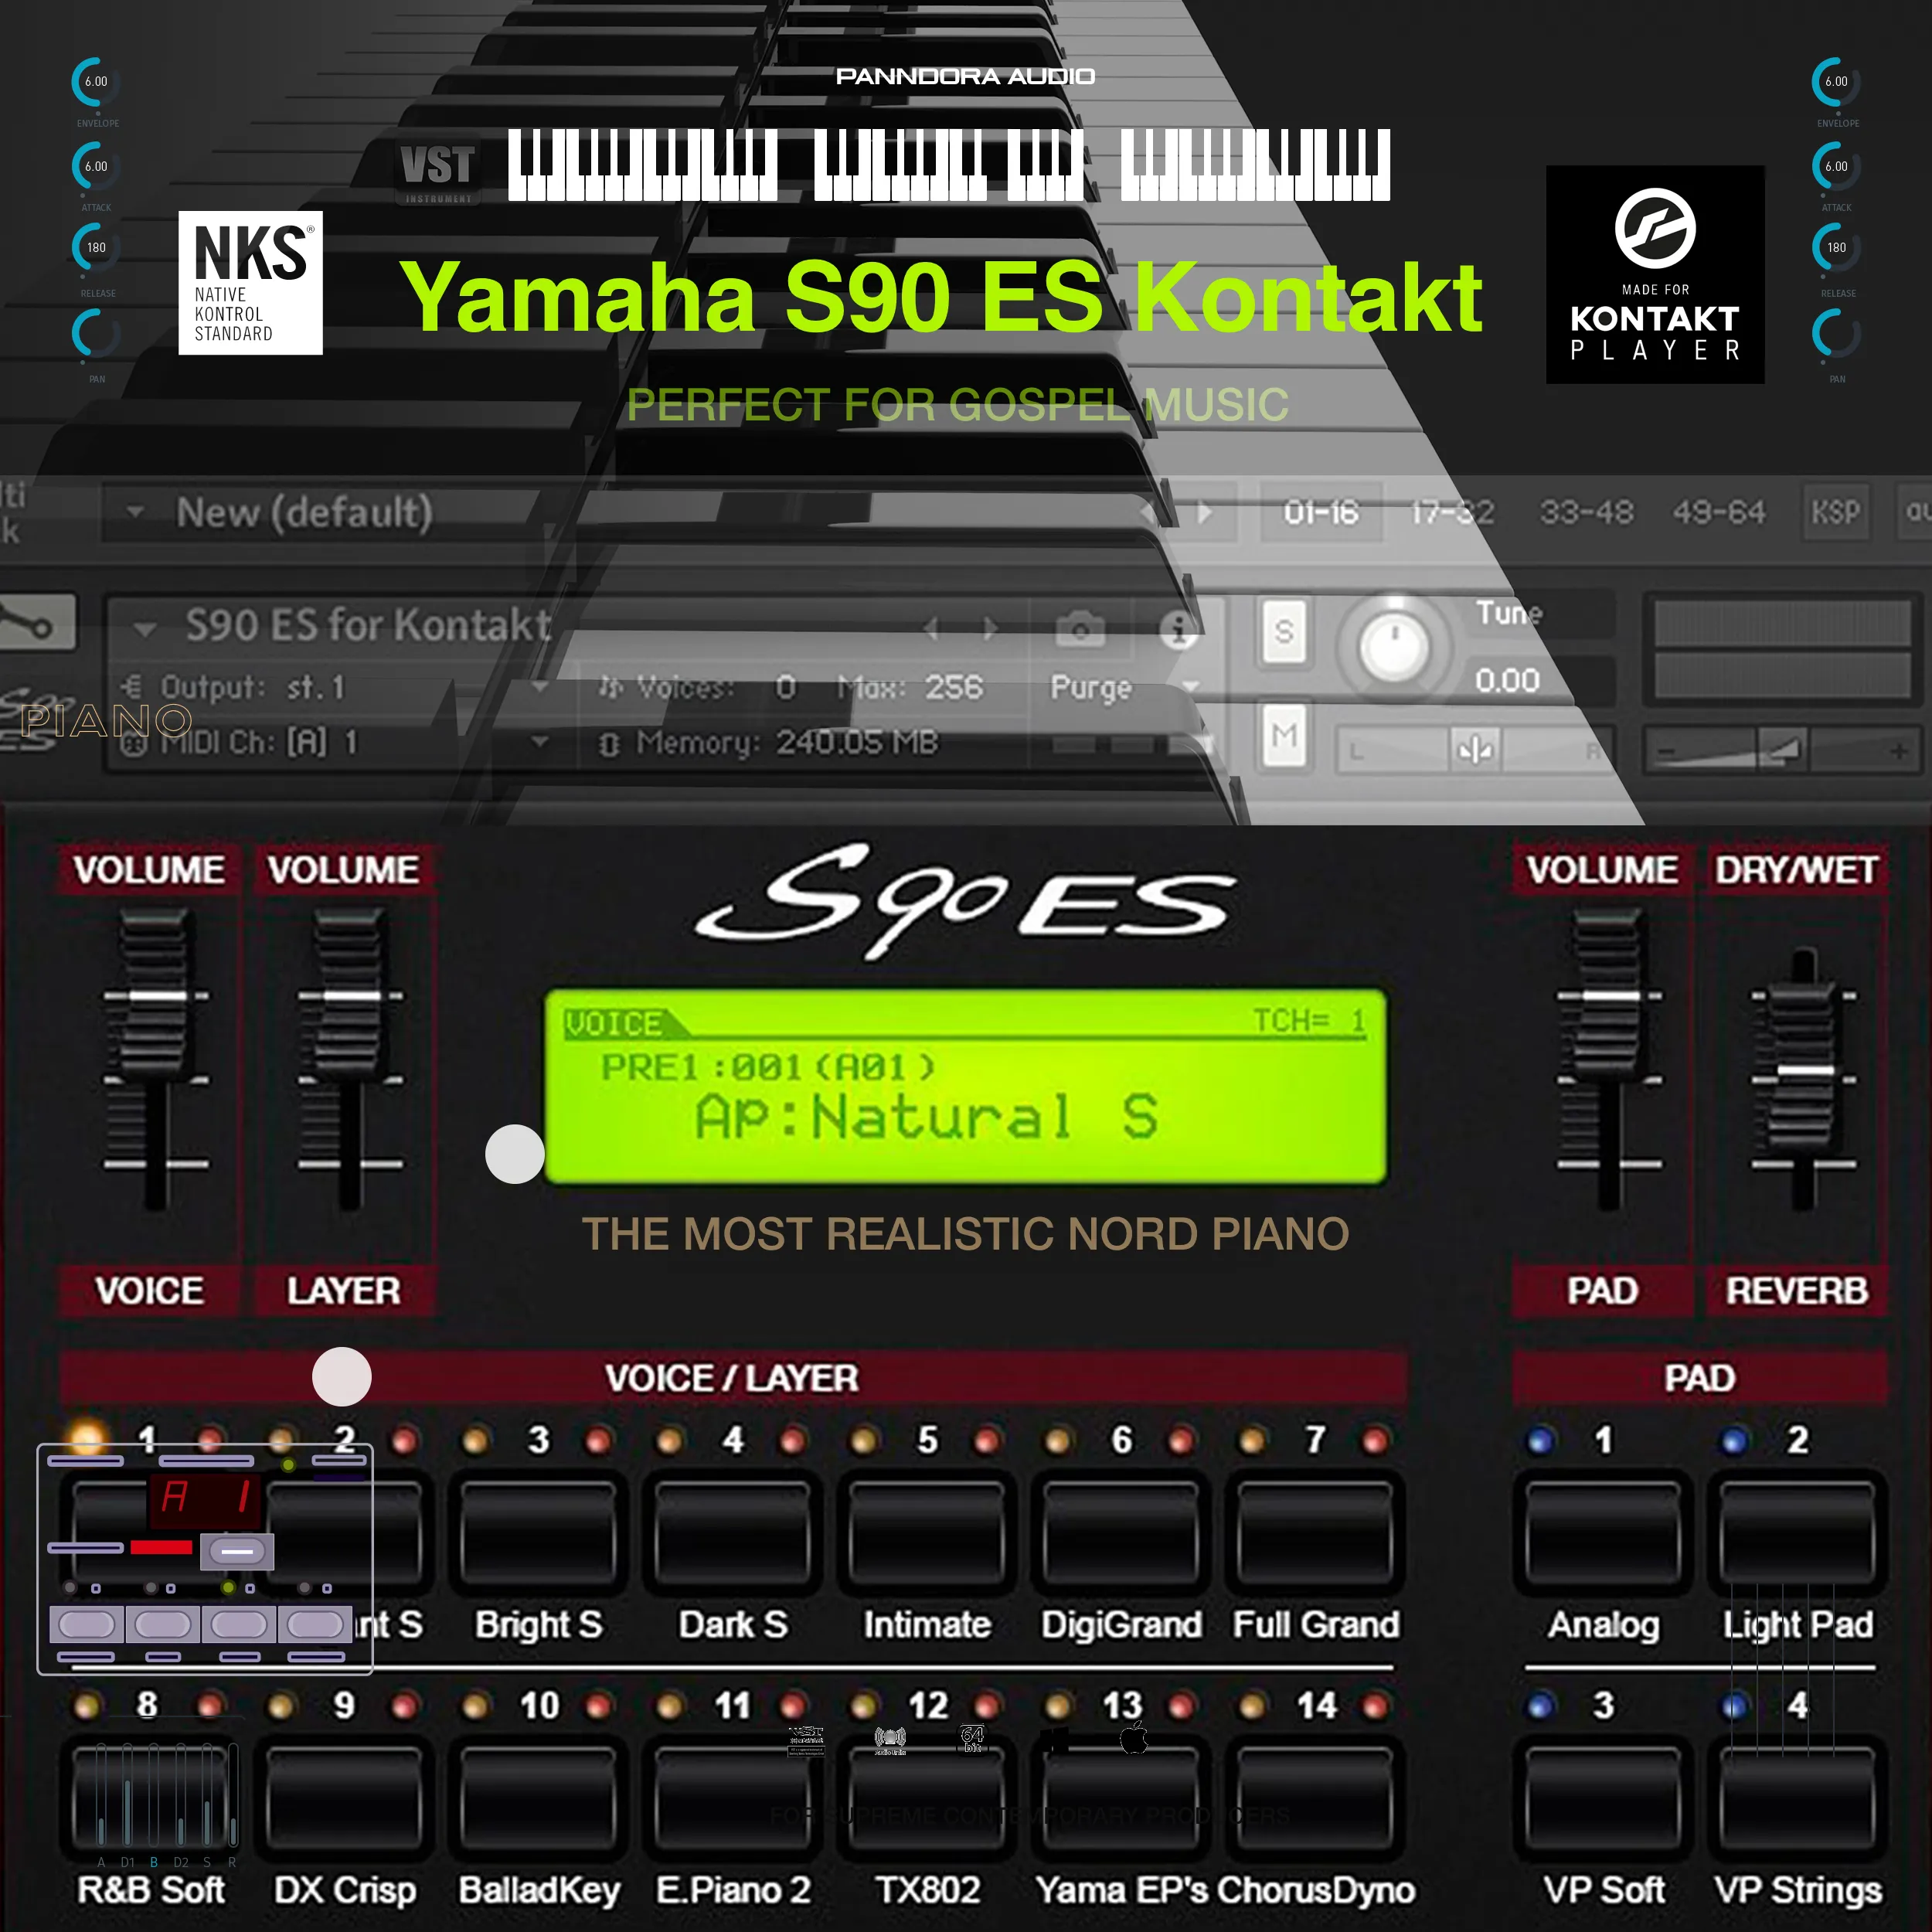 PANNDORA AUDIO
VST
INSTRUMENT
6.00
ENVELOPE
6.00
ATTACK
180
RELEASE
PAN
NKS®
NATIVE
KONTROL
STANDARD
Yamaha S90 ES Kontakt
PERFECT FOR GOSPEL MUSIC
MADE FOR
KONTAKT
PLAYER
6.00
ENVELOPE
6.00
ATTACK
180
RELEASE
PAN
New (default)
01-16 17-32 33-48 49-64 KSP
S90 ES for Kontakt
S
Tune
0.00
Output: st.1 Voices: 0 Max: 256 Purge
PIANO
MIDI Ch: [A] 1 Memory: 240.05 MB
M
L R
VOLUME VOLUME
S90 ES
VOLUME DRY/WET
VOICE TCH= 1
PRE1:001(A01)
Ap:Natural S
THE MOST REALISTIC NORD PIANO
VOICE LAYER
PAD REVERB
VOICE / LAYER
PAD
1 2 3 4 5 6 7 1 2
A 1
nt S Bright S Dark S Intimate DigiGrand Full Grand Analog Light Pad
8 9 10 11 12 13 14 3 4
64
bit
FOR SUPREME CONTEMPORARY PRODUCERS
A D1 B D2 S R
R&B Soft DX Crisp BalladKey E.Piano 2 TX802 Yama EP's ChorusDyno VP Soft VP Strings